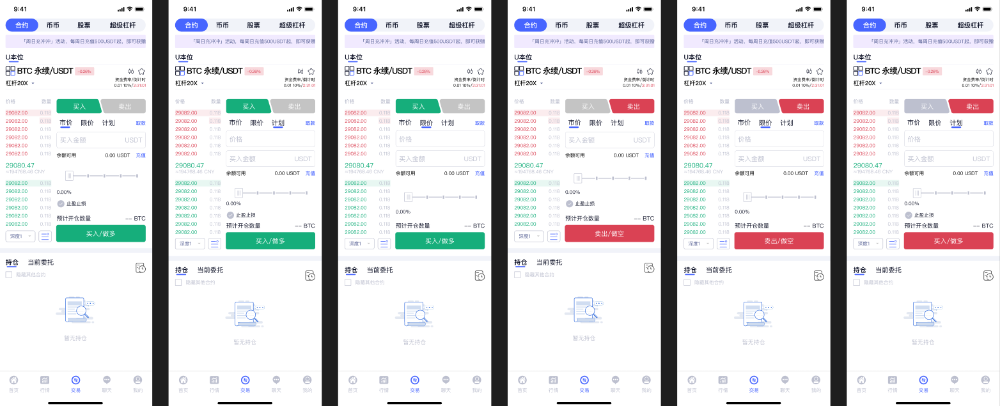 9:41
合约 币币 股票 超级杠杆
「周日充冲冲」活动，每周日充值500USDT起，即可获赠
U本位
BTC 永续/USDT -0.26%
资金费率/倒计时
杠杆20X 0.01 10%/2:31:01
价格 数量
29082.00 0.118
29082.00 0.118
29082.00 0.118
29082.00 0.118
29082.00 0.118
29082.00 0.118
29080.47
≈194768.46 CNY
29082.00 0.118
29082.00 0.118
29082.00 0.118
29082.00 0.118
29082.00 0.118
29082.00 0.118
深度1
买入 卖出
市价 限价 计划 取款
买入金额 USDT
余额可用 0.00 USDT 充值
0.00%
止盈止损
预计开仓数量 -- BTC
买入/做多
持仓 当前委托
隐藏其他合约
暂无持仓
首页 行情 交易 聊天 我的
9:41
合约 币币 股票 超级杠杆
「周日充冲冲」活动，每周日充值500USDT起，即可获赠
U本位
BTC 永续/USDT -0.26%
资金费率/倒计时
杠杆20X 0.01 10%/2:31:01
价格 数量
29082.00 0.118
29082.00 0.118
29082.00 0.118
29082.00 0.118
29082.00 0.118
29082.00 0.118
29080.47
≈194768.46 CNY
29082.00 0.118
29082.00 0.118
29082.00 0.118
29082.00 0.118
29082.00 0.118
29082.00 0.118
29082.00 0.118
深度1
买入 卖出
市价 限价 计划 取款
价格
买入金额 USDT
余额可用 0.00 USDT 充值
0.00%
止盈止损
预计开仓数量 -- BTC
买入/做多
持仓 当前委托
隐藏其他合约
暂无持仓
首页 行情 交易 聊天 我的
9:41
合约 币币 股票 超级杠杆
「周日充冲冲」活动，每周日充值500USDT起，即可获赠
U本位
BTC 永续/USDT -0.26%
资金费率/倒计时
杠杆20X 0.01 10%/2:31:01
价格 数量
29082.00 0.118
29082.00 0.118
29082.00 0.118
29082.00 0.118
29082.00 0.118
29082.00 0.118
29080.47
≈194768.46 CNY
29082.00 0.118
29082.00 0.118
29082.00 0.118
29082.00 0.118
29082.00 0.118
29082.00 0.118
29082.00 0.118
深度1
买入 卖出
市价 限价 计划 取款
价格
买入金额 USDT
余额可用 0.00 USDT 充值
0.00%
预计开仓数量 -- BTC
买入/做多
持仓 当前委托
隐藏其他合约
暂无持仓
首页 行情 交易 聊天 我的
9:41
合约 币币 股票 超级杠杆
「周日充冲冲」活动，每周日充值500USDT起，即可获赠
U本位
BTC 永续/USDT -0.26%
资金费率/倒计时
杠杆20X 0.01 10%/2:31:01
价格 数量
29082.00 0.118
29082.00 0.118
29082.00 0.118
29082.00 0.118
29082.00 0.118
29082.00 0.118
29080.47
≈194768.46 CNY
29082.00 0.118
29082.00 0.118
29082.00 0.118
29082.00 0.118
29082.00 0.118
29082.00 0.118
深度1
买入 卖出
市价 限价 计划 取款
买入金额 USDT
余额可用 0.00 USDT 充值
0.00%
止盈止损
预计开仓数量 -- BTC
卖出/做空
持仓 当前委托
隐藏其他合约
暂无持仓
首页 行情 交易 聊天 我的
9:41
合约 币币 股票 超级杠杆
「周日充冲冲」活动，每周日充值500USDT起，即可获赠
U本位
BTC 永续/USDT -0.26%
资金费率/倒计时
杠杆20X 0.01 10%/2:31:01
价格 数量
29082.00 0.118
29082.00 0.118
29082.00 0.118
29082.00 0.118
29082.00 0.118
29082.00 0.118
29080.47
≈194768.46 CNY
29082.00 0.118
29082.00 0.118
29082.00 0.118
29082.00 0.118
29082.00 0.118
29082.00 0.118
29082.00 0.118
深度1
买入 卖出
市价 限价 计划 取款
价格
买入金额 USDT
余额可用 0.00 USDT 充值
0.00%
预计开仓数量 -- BTC
卖出/做空
持仓 当前委托
隐藏其他合约
暂无持仓
首页 行情 交易 聊天 我的
9:41
合约 币币 股票 超级杠杆
「周日充冲冲」活动，每周日充值500USDT起，即可获赠
U本位
BTC 永续/USDT -0.26%
资金费率/倒计时
杠杆20X 0.01 10%/2:31:01
价格 数量
29082.00 0.118
29082.00 0.118
29082.00 0.118
29082.00 0.118
29082.00 0.118
29082.00 0.118
29080.47
≈194768.46 CNY
29082.00 0.118
29082.00 0.118
29082.00 0.118
29082.00 0.118
29082.00 0.118
29082.00 0.118
29082.00 0.118
深度1
买入 卖出
市价 限价 计划 取款
价格
买入金额 USDT
余额可用 0.00 USDT 充值
0.00%
止盈止损
预计开仓数量 -- BTC
买入/做多
持仓 当前委托
隐藏其他合约
暂无持仓
首页 行情 交易 聊天 我的